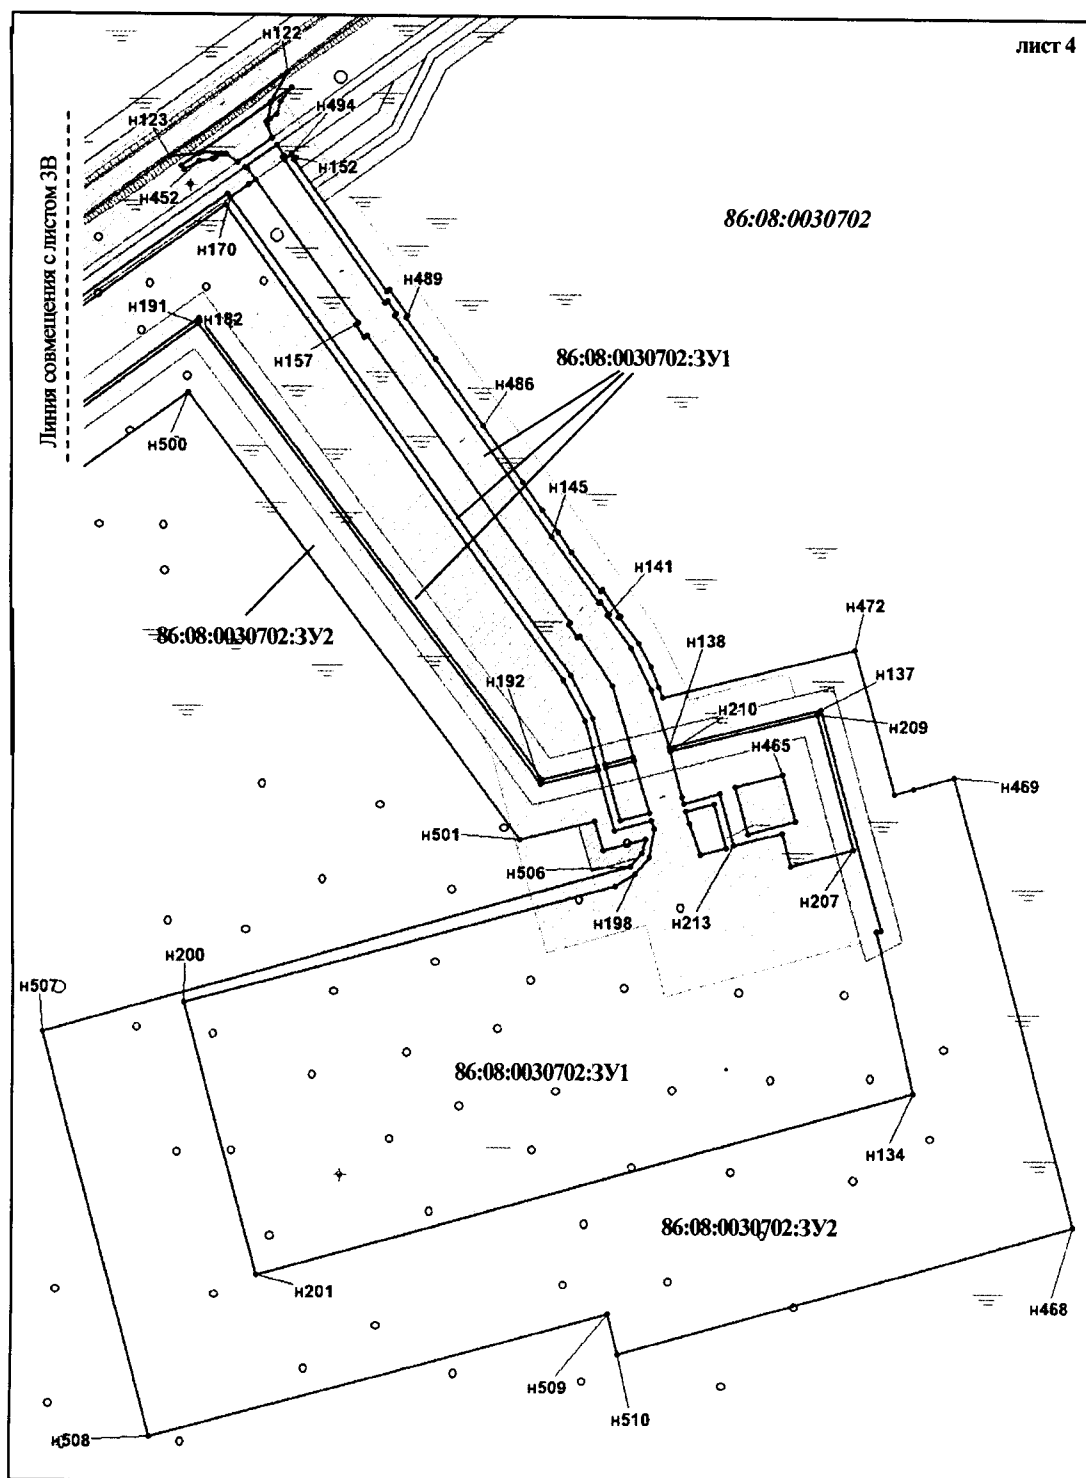 лист 4
н122
н494
н123
н152
н452
Линия совмещения с листом 3В
86:08:0030702
н170
н489
н191
н182
н157
86:08:0030702:ЗУ1
н486
н500
н145
н141
н472
86:08:0030702:ЗУ2
н138
н192
н137
н210
н209
н465
н469
н501
н506
н207
н198
н213
н200
н507
86:08:0030702:ЗУ1
н134
86:08:0030702:ЗУ2
н201
н468
н509
н510
н508